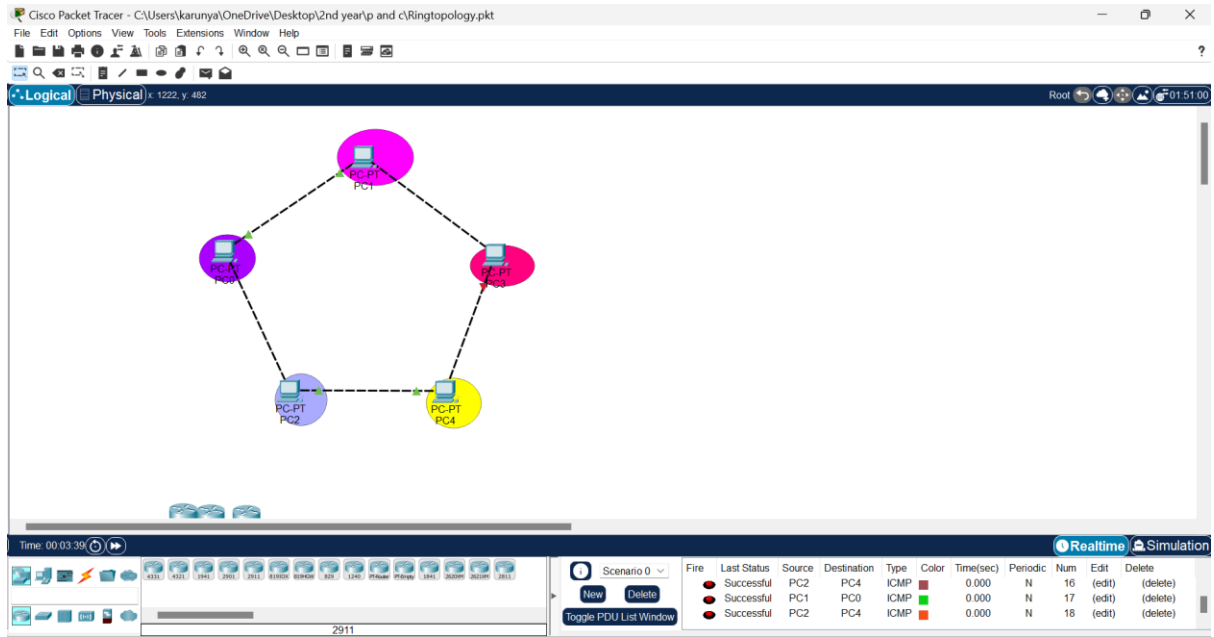 Cisco Packet Tracer - C:\Users\karunya\OneDrive\Desktop\2nd year\p and c\Ringtopology.pkt
File Edit Options View Tools Extensions Window Help
?
Logical Physical x: 1222, y: 482 Root 01:51:00
PC-PT
PC1
PC-PT
PC0
PC-PT
PC3
PC-PT
PC2
PC-PT
PC4
Time: 00:03:39 Realtime Simulation
4331 4321 1941 2901 2911 819IOX 819HGW 829 1240 PT-Router PT-Empty 1841 2620XM 2621XM 2811
2911
Scenario 0
New Delete
Toggle PDU List Window
Fire Last Status Source Destination Type Color Time(sec) Periodic Num Edit Delete
Successful PC2 PC4 ICMP 0.000 N 16 (edit) (delete)
Successful PC1 PC0 ICMP 0.000 N 17 (edit) (delete)
Successful PC2 PC4 ICMP 0.000 N 18 (edit) (delete)